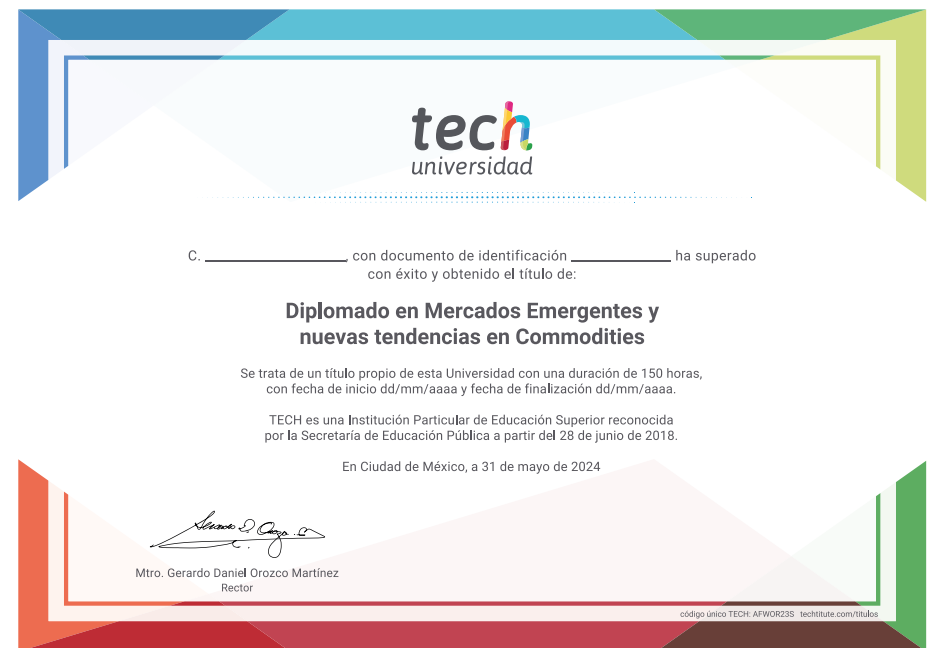 tech
universidad
C. ____________, con documento de identificación ____________ ha superado
con éxito y obtenido el título de:
Diplomado en Mercados Emergentes y
nuevas tendencias en Commodities
Se trata de un título propio de esta Universidad con una duración de 150 horas,
con fecha de inicio dd/mm/aaaa y fecha de finalización dd/mm/aaaa.
TECH es una Institución Particular de Educación Superior reconocida
por la Secretaría de Educación Pública a partir del 28 de junio de 2018.
En Ciudad de México, a 31 de mayo de 2024
Mtro. Gerardo Daniel Orozco Martínez
Rector
código único TECH: AFWOR23S techtitute.com/titulos